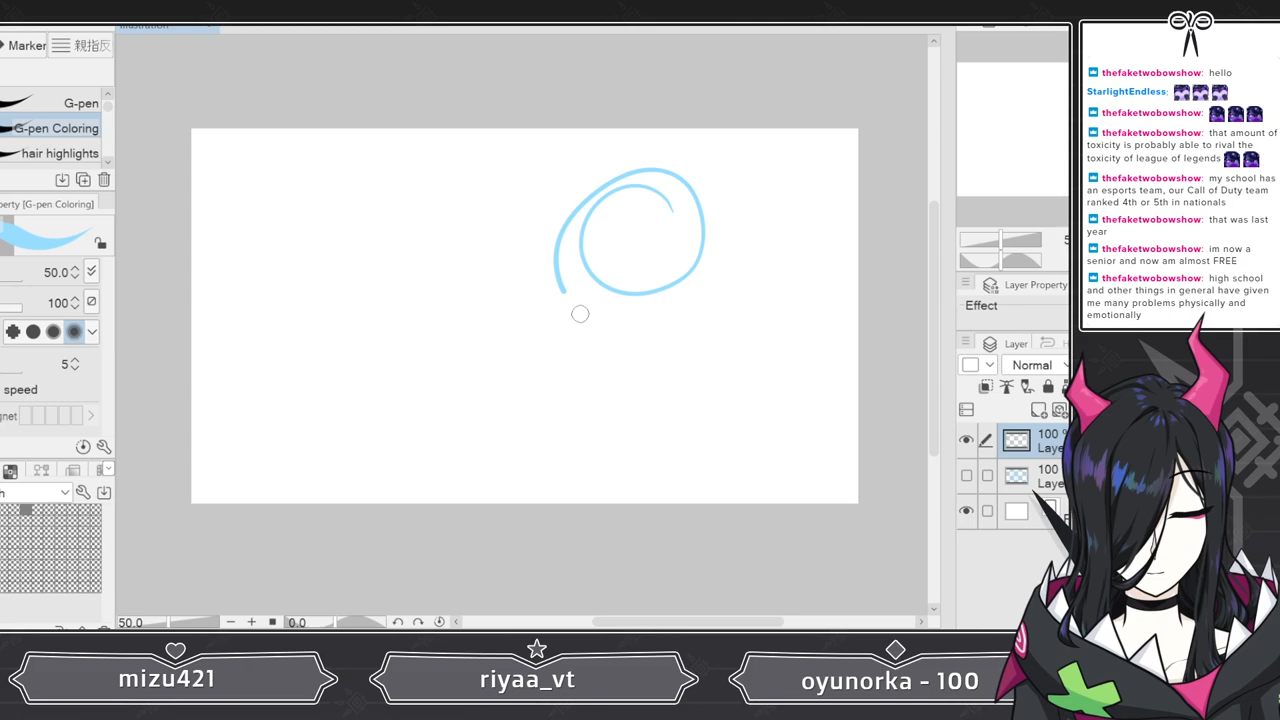 Illustration
Marker
親指反
G-pen
G-pen Coloring
hair highlights
erty [G-pen Coloring]
50.0
100
5
speed
gnet
h
50.0
0.0
5
Layer Property
Effect
Layer
Normal
100 %
Laye
100
Laye
thefaketwobowshow: hello
StarlightEndless:
thefaketwobowshow:
thefaketwobowshow: that amount of
toxicity is probably able to rival the
toxicity of league of legends
thefaketwobowshow: my school has
an esports team, our Call of Duty team
ranked 4th or 5th in nationals
thefaketwobowshow: that was last
year
thefaketwobowshow: im now a
senior and now am almost FREE
thefaketwobowshow: high school
and other things in general have given
me many problems physically and
emotionally
mizu421
riyaa_vt
oyunorka - 100